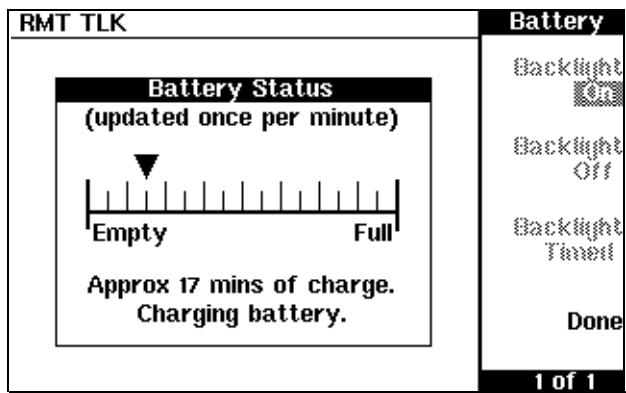 RMT TLK
Battery Status
(updated once per minute)
Empty Full
Approx 17 mins of charge.
Charging battery.
Battery
Backlight
On
Backlight
Off
Backlight
Timed
Done
1 of 1